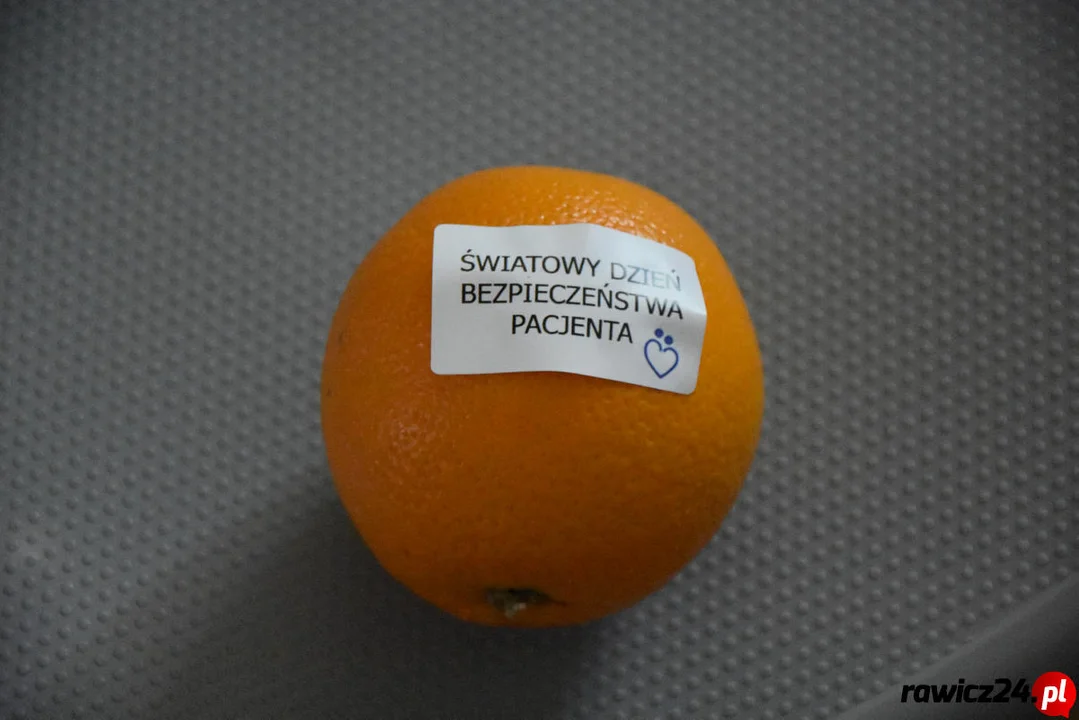 ŚWIATOWY DZIEŃ
BEZPIECZEŃSTWA
PACJENTA
rawicz24.pl